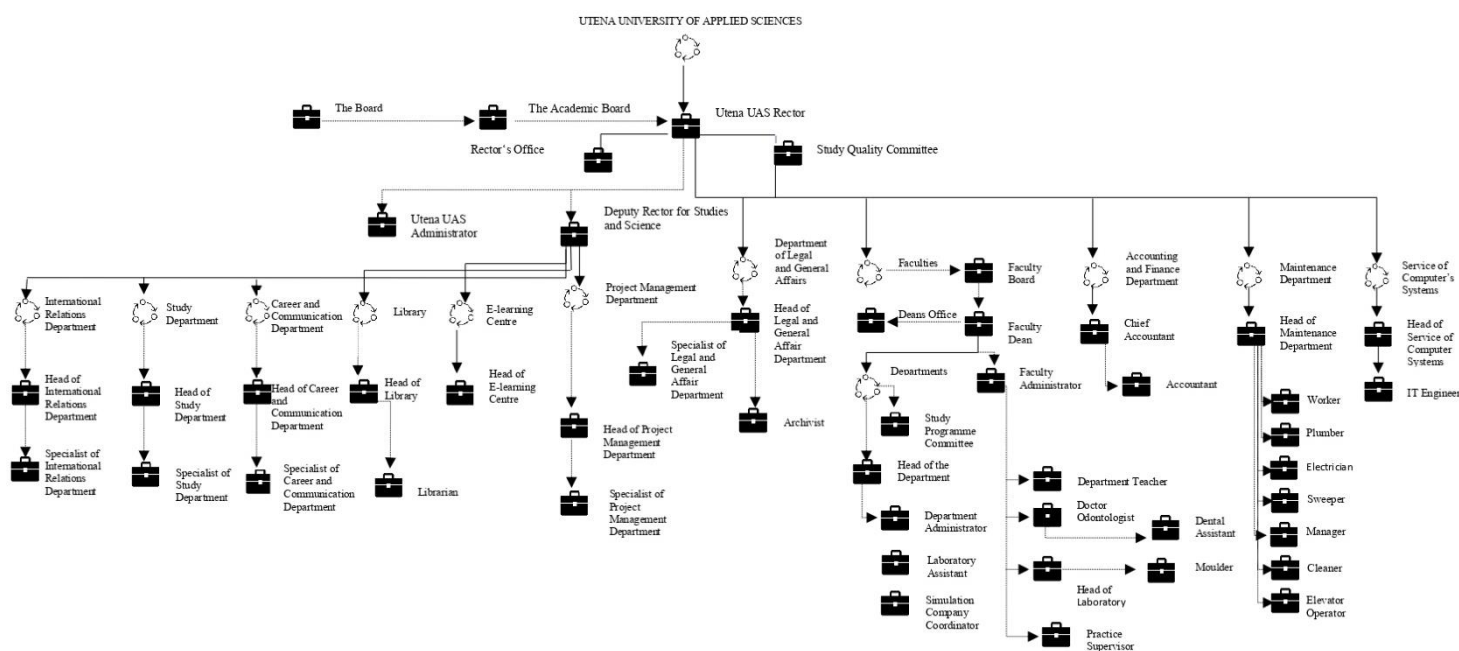 UTENA UNIVERSITY OF APPLIED SCIENCES
The Board
The Academic Board
Utena UAS Rector
Rector's Office
Study Quality Committee
Utena UAS
Administrator
Deputy Rector for Studies
and Science
Department
of Legal and
General
Affairs
Faculties
Faculty
Board
Accounting
and Finance
Department
Maintenance
Department
Service of
Computer's
Systems
International
Relations
Department
Study
Department
Career and
Communication
Department
Library
E-learning
Centre
Project Management
Department
Head of
Legal and
General
Affair
Department
Deans Office
Faculty
Dean
Chief
Accountant
Head of
Maintenance
Department
Head of
Service of
Computer
Systems
Specialist of
Legal and
General
Affair
Department
Head of
International
Relations
Department
Head of
Study
Department
Head of Career
and
Communication
Department
Head of
Library
Head of
E-learning
Centre
Departments
Faculty
Administrator
Accountant
IT Engineer
Worker
Head of Project
Management
Department
Archivist
Study
Programme
Committee
Plumber
Specialist of
International
Relations
Department
Specialist of
Study
Department
Specialist of
Career and
Communication
Department
Librarian
Specialist of
Project
Management
Department
Head of the
Department
Department Teacher
Electrician
Sweeper
Department
Administrator
Doctor
Odontologist
Dental
Assistant
Manager
Laboratory
Assistant
Head of
Laboratory
Moulder
Cleaner
Simulation
Company
Coordinator
Elevator
Operator
Practice
Supervisor